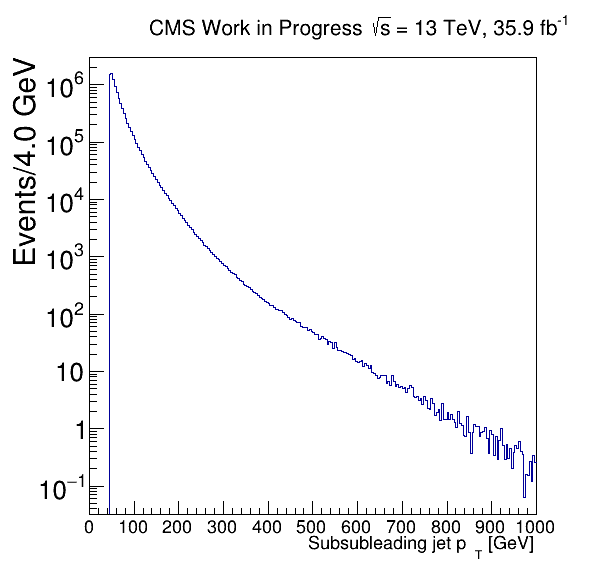 CMS Work in Progress √s = 13 TeV, 35.9 fb⁻¹
Events/4.0 GeV
10⁶
10⁵
10⁴
10³
10²
10
1
10⁻¹
0 100 200 300 400 500 600 700 800 900 1000
Subsubleading jet p_T [GeV]